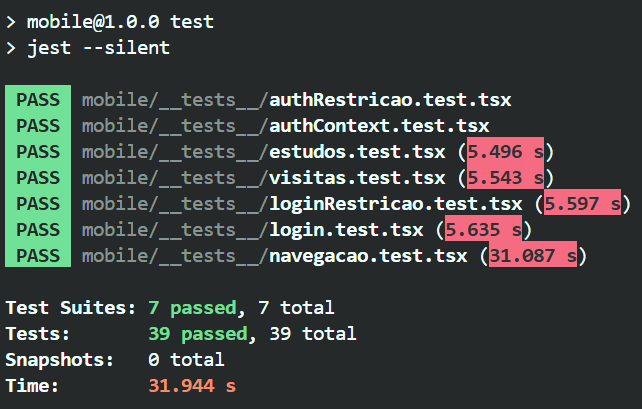 > mobile@1.0.0 test
> jest --silent
PASS mobile/__tests__/authRestricao.test.tsx
PASS mobile/__tests__/authContext.test.tsx
PASS mobile/__tests__/estudos.test.tsx (5.496 s)
PASS mobile/__tests__/visitas.test.tsx (5.543 s)
PASS mobile/__tests__/loginRestricao.test.tsx (5.597 s)
PASS mobile/__tests__/login.test.tsx (5.635 s)
PASS mobile/__tests__/navegacao.test.tsx (31.087 s)
Test Suites: 7 passed, 7 total
Tests: 39 passed, 39 total
Snapshots: 0 total
Time: 31.944 s